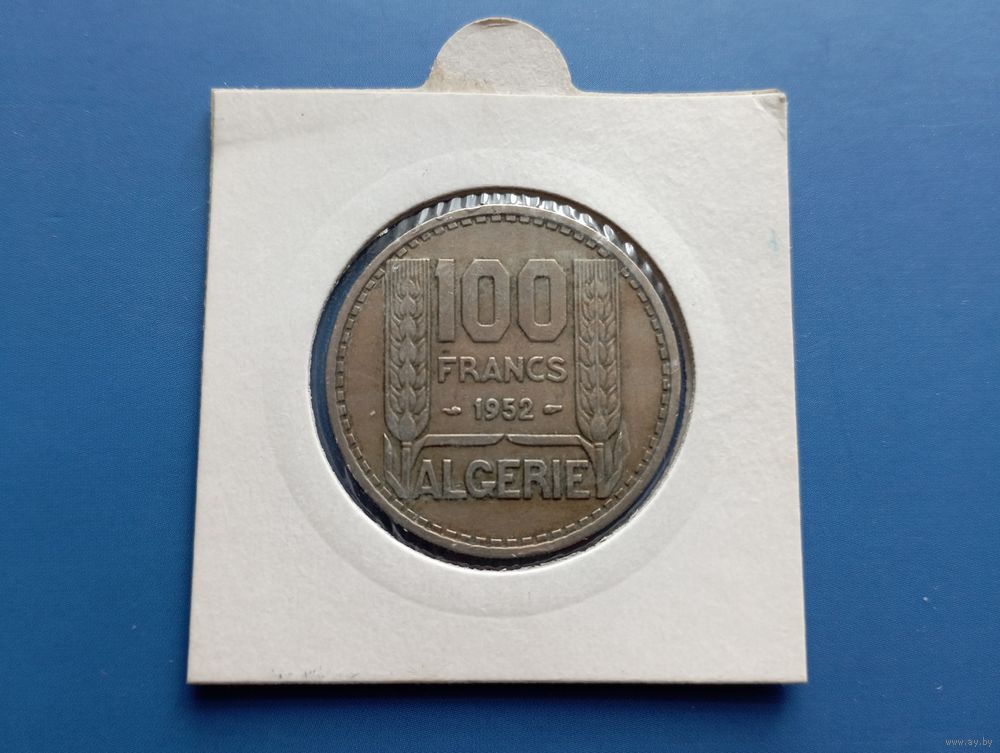 100
FRANCS
- 1952 -
ALGERIE
www.ay.by